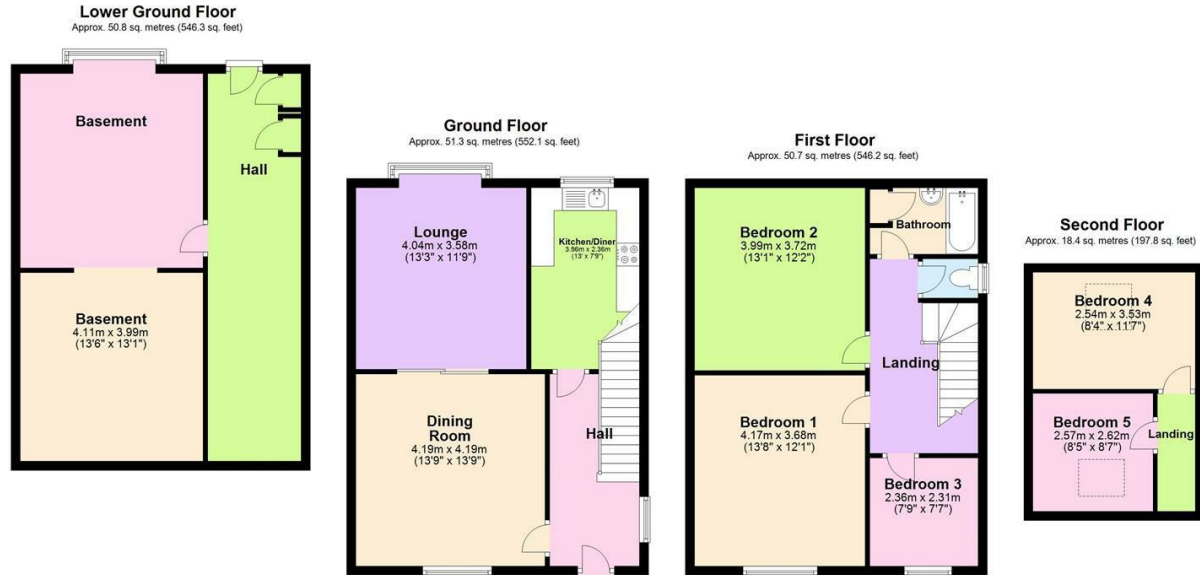 Lower Ground Floor
Approx. 50.8 sq. metres (546.3 sq. feet)
Basement
Hall
Basement
4.11m x 3.99m
(13'6" x 13'1")
Ground Floor
Approx. 51.3 sq. metres (552.1 sq. feet)
Lounge
4.04m x 3.58m
(13'3" x 11'9")
Kitchen/Diner
3.96m x 2.36m
(13' x 7'9")
Dining
Room
4.19m x 4.19m
(13'9" x 13'9")
Hall
First Floor
Approx. 50.7 sq. metres (546.2 sq. feet)
Bedroom 2
3.99m x 3.72m
(13'1" x 12'2")
Bathroom
Landing
Bedroom 1
4.17m x 3.68m
(13'8" x 12'1")
Bedroom 3
2.36m x 2.31m
(7'9" x 7'7")
Second Floor
Approx. 18.4 sq. metres (197.8 sq. feet)
Bedroom 4
2.54m x 3.53m
(8'4" x 11'7")
Bedroom 5
2.57m x 2.62m
(8'5" x 8'7")
Landing